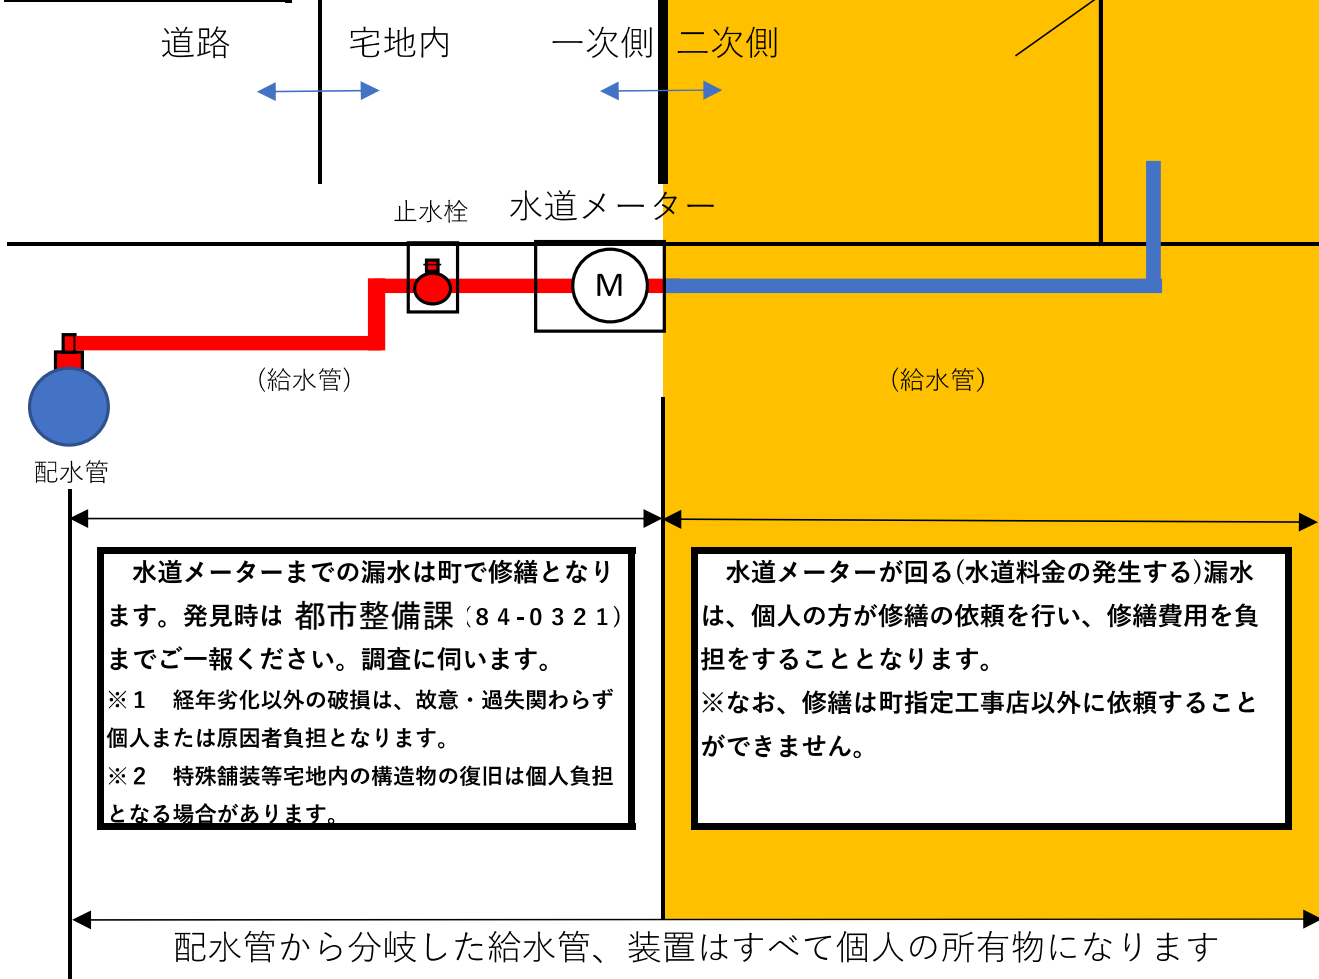 道路
宅地内
一次側
二次側
止水栓
水道メーター
M
(給水管)
(給水管)
配水管
水道メーターまでの漏水は町で修繕となり
ます。発見時は 都市整備課(84-0321)
までご一報ください。調査に伺います。
※1 経年劣化以外の破損は、故意・過失関わらず
個人または原因者負担となります。
※2 特殊舗装等宅地内の構造物の復旧は個人負担
となる場合があります。
水道メーターが回る(水道料金の発生する)漏水
は、個人の方が修繕の依頼を行い、修繕費用を負
担をすることとなります。
※なお、修繕は町指定工事店以外に依頼すること
ができません。
配水管から分岐した給水管、装置はすべて個人の所有物になります